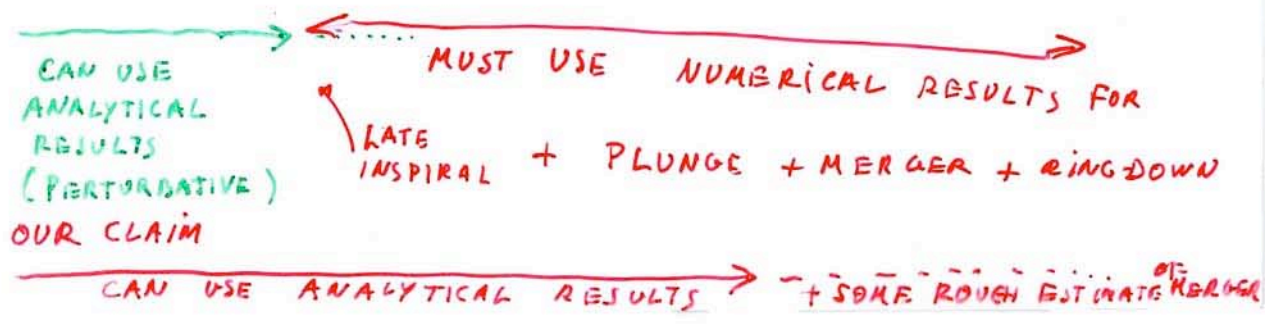 CAN USE
ANALYTICAL
RESULTS
(PERTURBATIVE)
MUST USE NUMERICAL RESULTS FOR
LATE
INSPIRAL + PLUNGE + MERGER + RINGDOWN
OUR CLAIM
CAN USE ANALYTICAL RESULTS + SOME ROUGH ESTIMATE OF MERGER